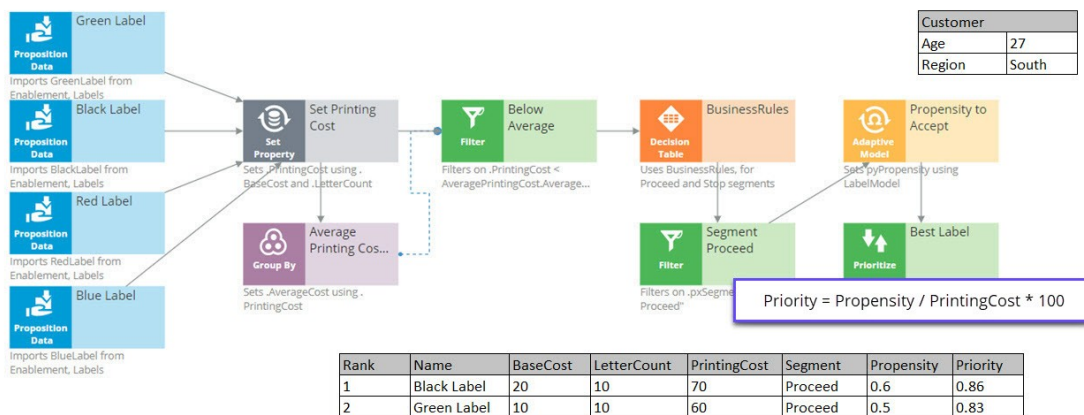 Green Label
Proposition
Data
Imports GreenLabel from
Enablement, Labels
Black Label
Proposition
Data
Imports BlackLabel from
Enablement, Labels
Red Label
Proposition
Data
Imports RedLabel from
Enablement, Labels
Blue Label
Proposition
Data
Imports BlueLabel from
Enablement, Labels
Set Printing
Cost
Set
Property
Sets .PrintingCost using .
BaseCost and .LetterCount
Average
Printing Cos...
Group By
Sets .AverageCost using .
PrintingCost
Below
Average
Filter
Filters on .PrintingCost <
AveragePrintingCost.Average...
BusinessRules
Decision
Table
Uses BusinessRules, for
Proceed and Stop segments
Segment
Proceed
Filter
Filters on .pxSegm
Proceed"
Propensity to
Accept
Adaptive
Model
Sets pyPropensity using
LabelModel
Best Label
Prioritize
Priority = Propensity / PrintingCost * 100
Customer
Age 27
Region South
Rank Name BaseCost LetterCount PrintingCost Segment Propensity Priority
1 Black Label 20 10 70 Proceed 0.6 0.86
2 Green Label 10 10 60 Proceed 0.5 0.83